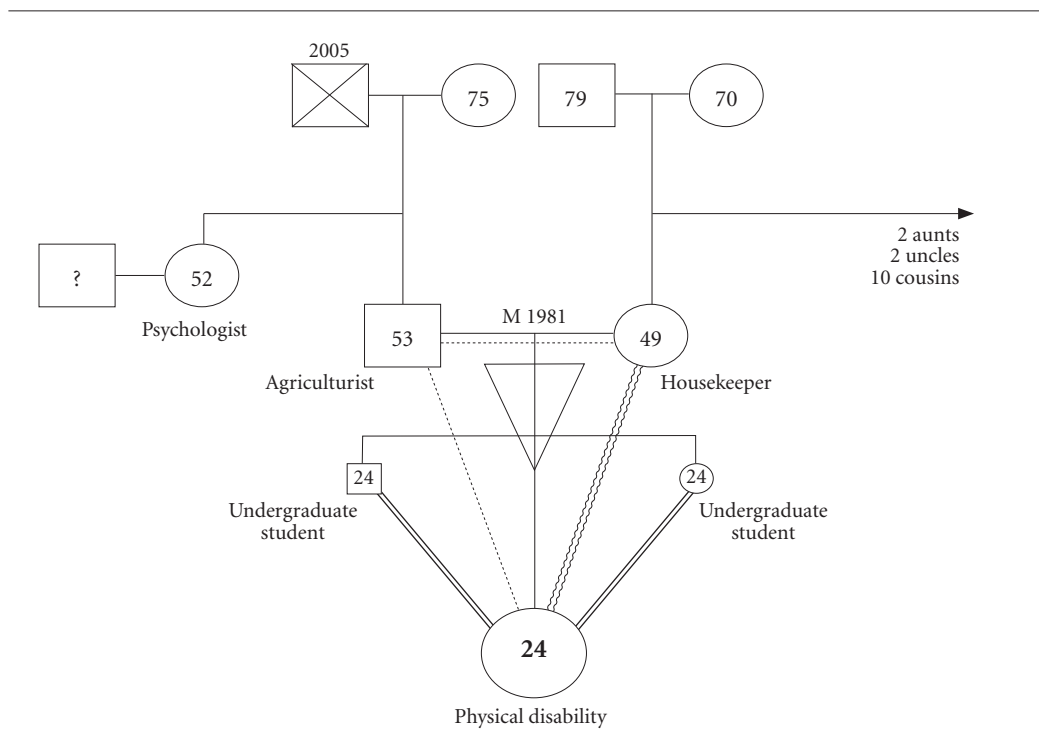 2005
75
79
70
2 aunts
2 uncles
10 cousins
?
52
Psychologist
M 1981
53
49
Agriculturist
Housekeeper
24
24
Undergraduate
student
Undergraduate
student
24
Physical disability